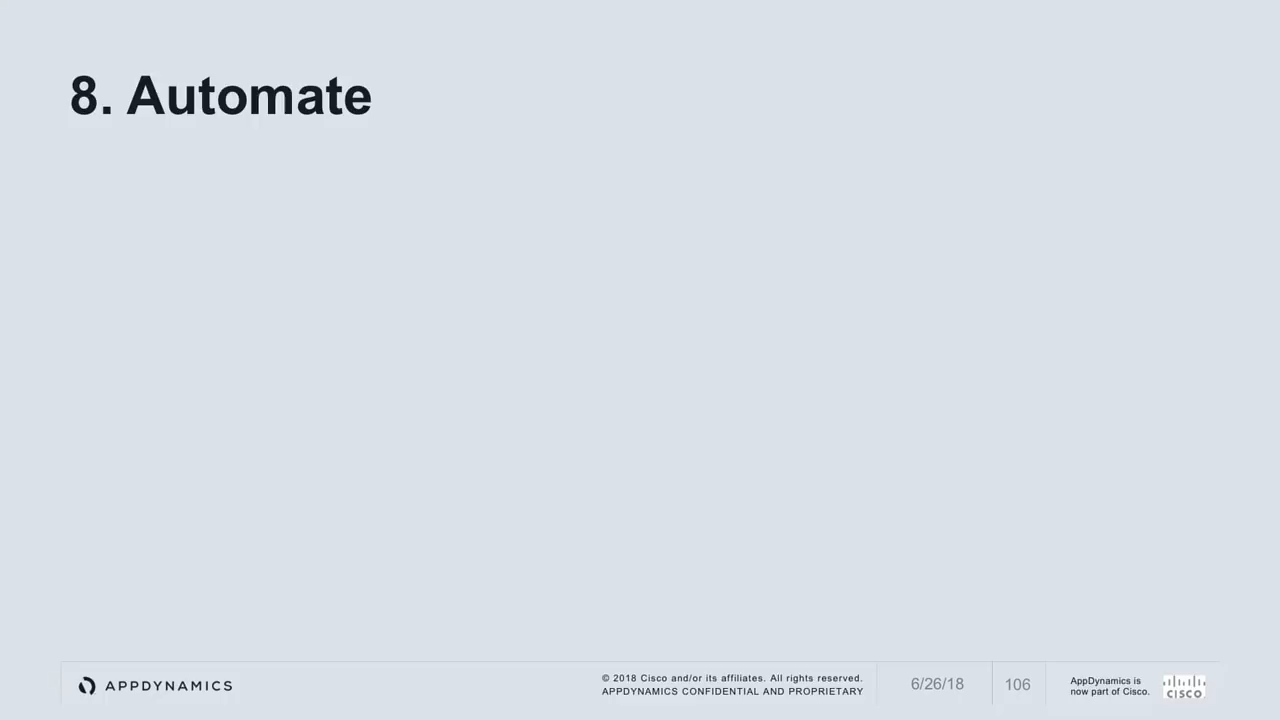 8. Automate
APPDYNAMICS
© 2018 Cisco and/or its affiliates. All rights reserved.
APPDYNAMICS CONFIDENTIAL AND PROPRIETARY
6/26/18
106
AppDynamics is
now part of Cisco.
CISCO